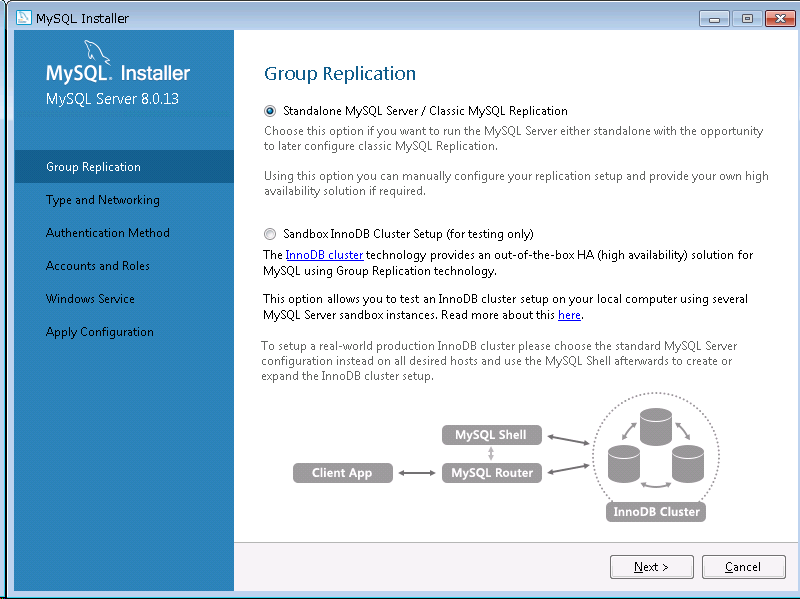 MySQL Installer
MySQL. Installer
MySQL Server 8.0.13
Group Replication
Type and Networking
Authentication Method
Accounts and Roles
Windows Service
Apply Configuration
Group Replication
Standalone MySQL Server / Classic MySQL Replication
Choose this option if you want to run the MySQL Server either standalone with the opportunity
to later configure classic MySQL Replication.
Using this option you can manually configure your replication setup and provide your own high
availability solution if required.
Sandbox InnoDB Cluster Setup (for testing only)
The InnoDB cluster technology provides an out-of-the-box HA (high availability) solution for
MySQL using Group Replication technology.
This option allows you to test an InnoDB cluster setup on your local computer using several
MySQL Server sandbox instances. Read more about this here.
To setup a real-world production InnoDB cluster please choose the standard MySQL Server
configuration instead on all desired hosts and use the MySQL Shell afterwards to create or
expand the InnoDB cluster setup.
MySQL Shell
Client App
MySQL Router
InnoDB Cluster
Next >
Cancel